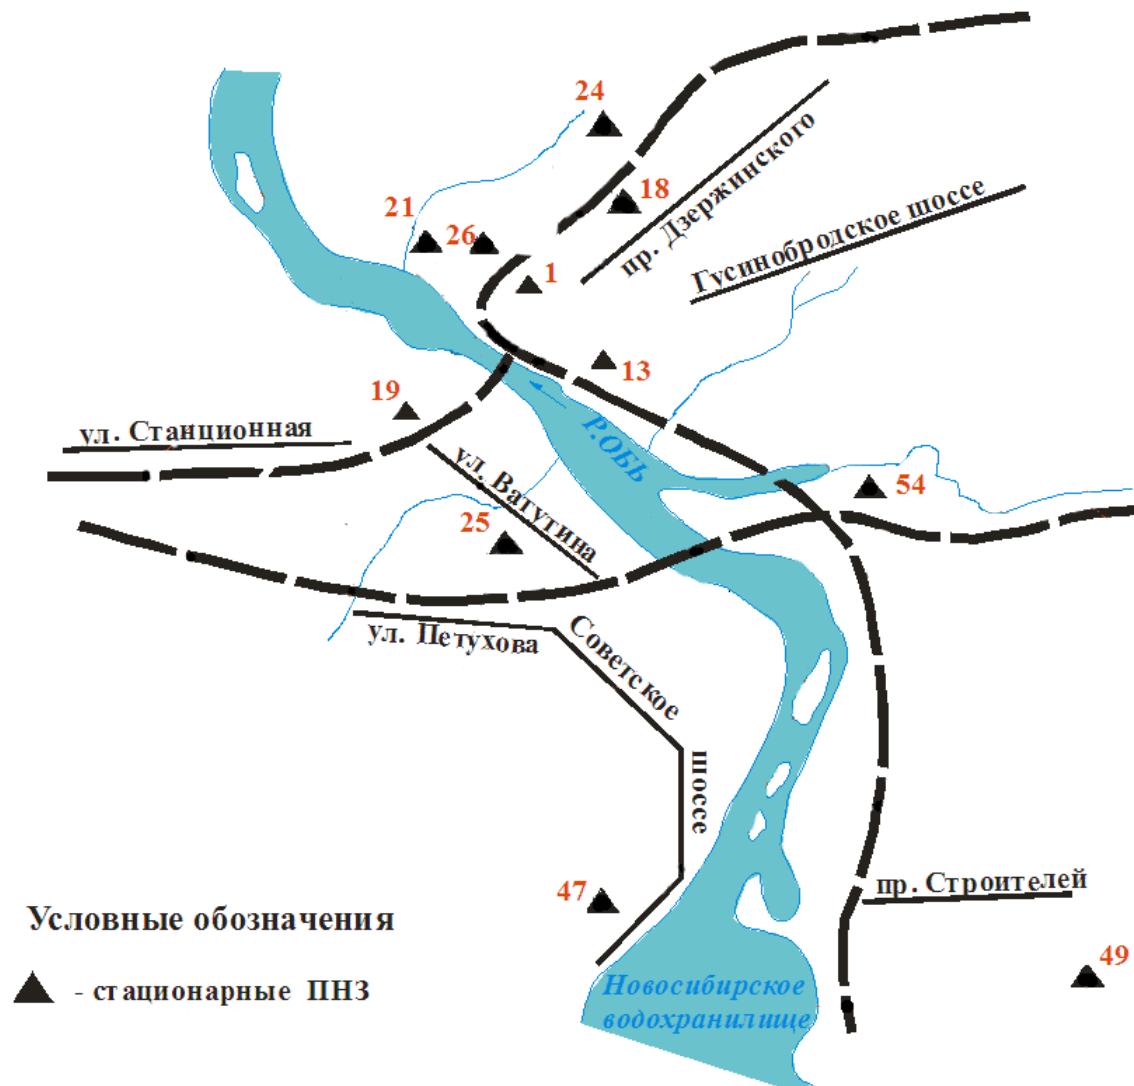 24
пр. Дзержинского
18
Гусинобродское шоссе
21
26
1
13
19
ул. Станционная
Р.ОБЬ
ул. Ватутина
25
54
ул. Петухова
Советское
шоссе
47
пр. Строителей
49
Условные обозначения
- стационарные ПНЗ
Новосибирское
водохранилище